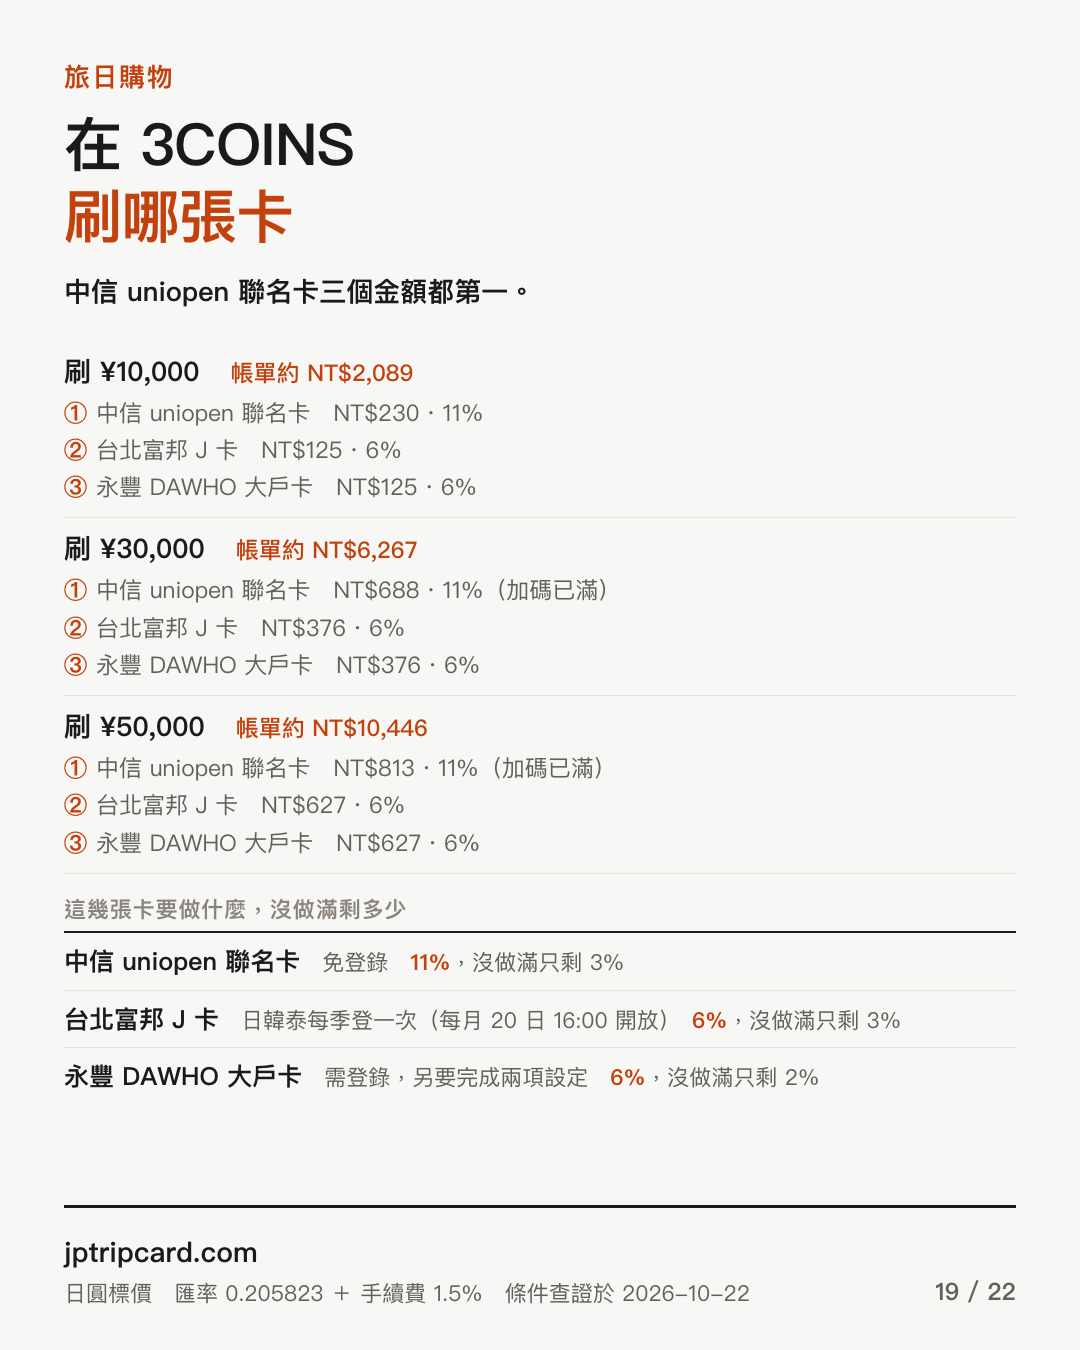 旅日購物
在 3COINS
刷哪張卡
中信 uniopen 聯名卡三個金額都第一。
刷 ¥10,000 帳單約 NT$2,089
① 中信 uniopen 聯名卡 NT$230 · 11%
② 台北富邦 J 卡 NT$125 · 6%
③ 永豐 DAWHO 大戶卡 NT$125 · 6%
刷 ¥30,000 帳單約 NT$6,267
① 中信 uniopen 聯名卡 NT$688 · 11%（加碼已滿）
② 台北富邦 J 卡 NT$376 · 6%
③ 永豐 DAWHO 大戶卡 NT$376 · 6%
刷 ¥50,000 帳單約 NT$10,446
① 中信 uniopen 聯名卡 NT$813 · 11%（加碼已滿）
② 台北富邦 J 卡 NT$627 · 6%
③ 永豐 DAWHO 大戶卡 NT$627 · 6%
這幾張卡要做什麼，沒做滿剩多少
中信 uniopen 聯名卡 免登錄 11%，沒做滿只剩 3%
台北富邦 J 卡 日韓泰每季登一次（每月 20 日 16:00 開放） 6%，沒做滿只剩 3%
永豐 DAWHO 大戶卡 需登錄，另要完成兩項設定 6%，沒做滿只剩 2%
jptripcard.com
日圓標價 匯率 0.205823 ＋ 手續費 1.5% 條件查證於 2026–10–22 19 / 22